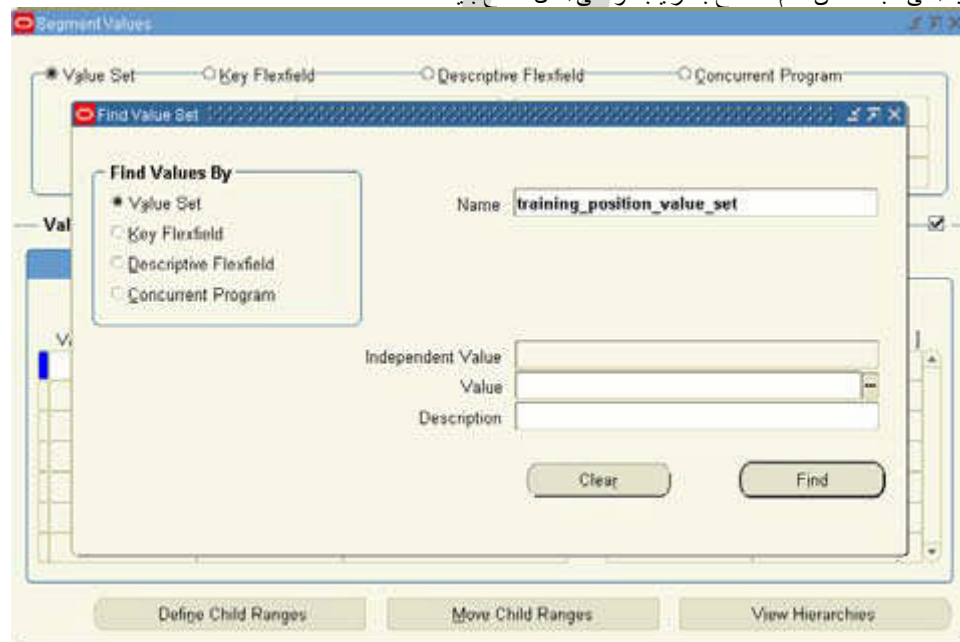 Segment Values
Value Set Key Flexfield Descriptive Flexfield Concurrent Program
Find Value Set
Find Values By
Value Set
Key Flexfield
Descriptive Flexfield
Concurrent Program
Name training_position_value_set
Val
Independent Value
Value
Description
Clear Find
Define Child Ranges Move Child Ranges View Hierarchies